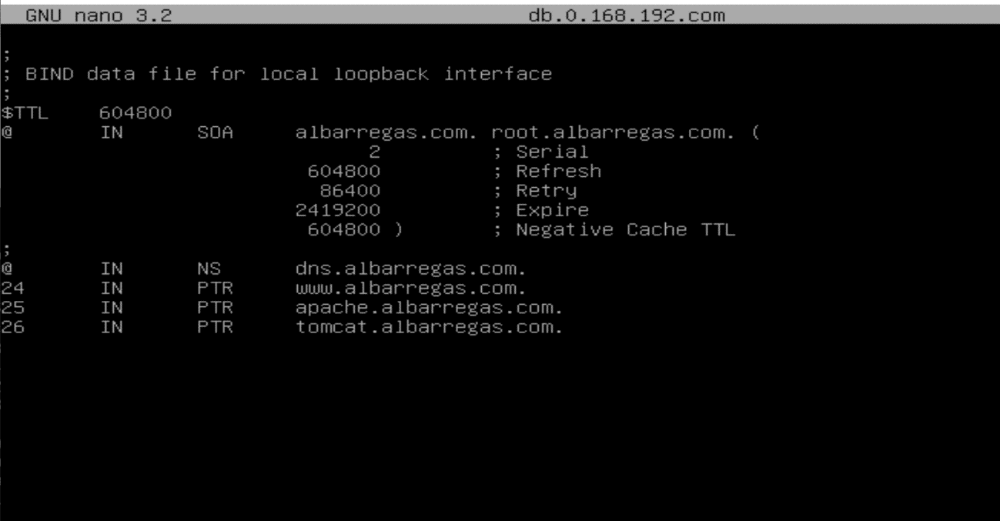 GNU nano 3.2 db.0.168.192.com
;
; BIND data file for local loopback interface
;
$TTL 604800
@ IN SOA albarregas.com. root.albarregas.com. (
2 ; Serial
604800 ; Refresh
86400 ; Retry
2419200 ; Expire
604800 ) ; Negative Cache TTL
;
@ IN NS dns.albarregas.com.
24 IN PTR www.albarregas.com.
25 IN PTR apache.albarregas.com.
26 IN PTR tomcat.albarregas.com.